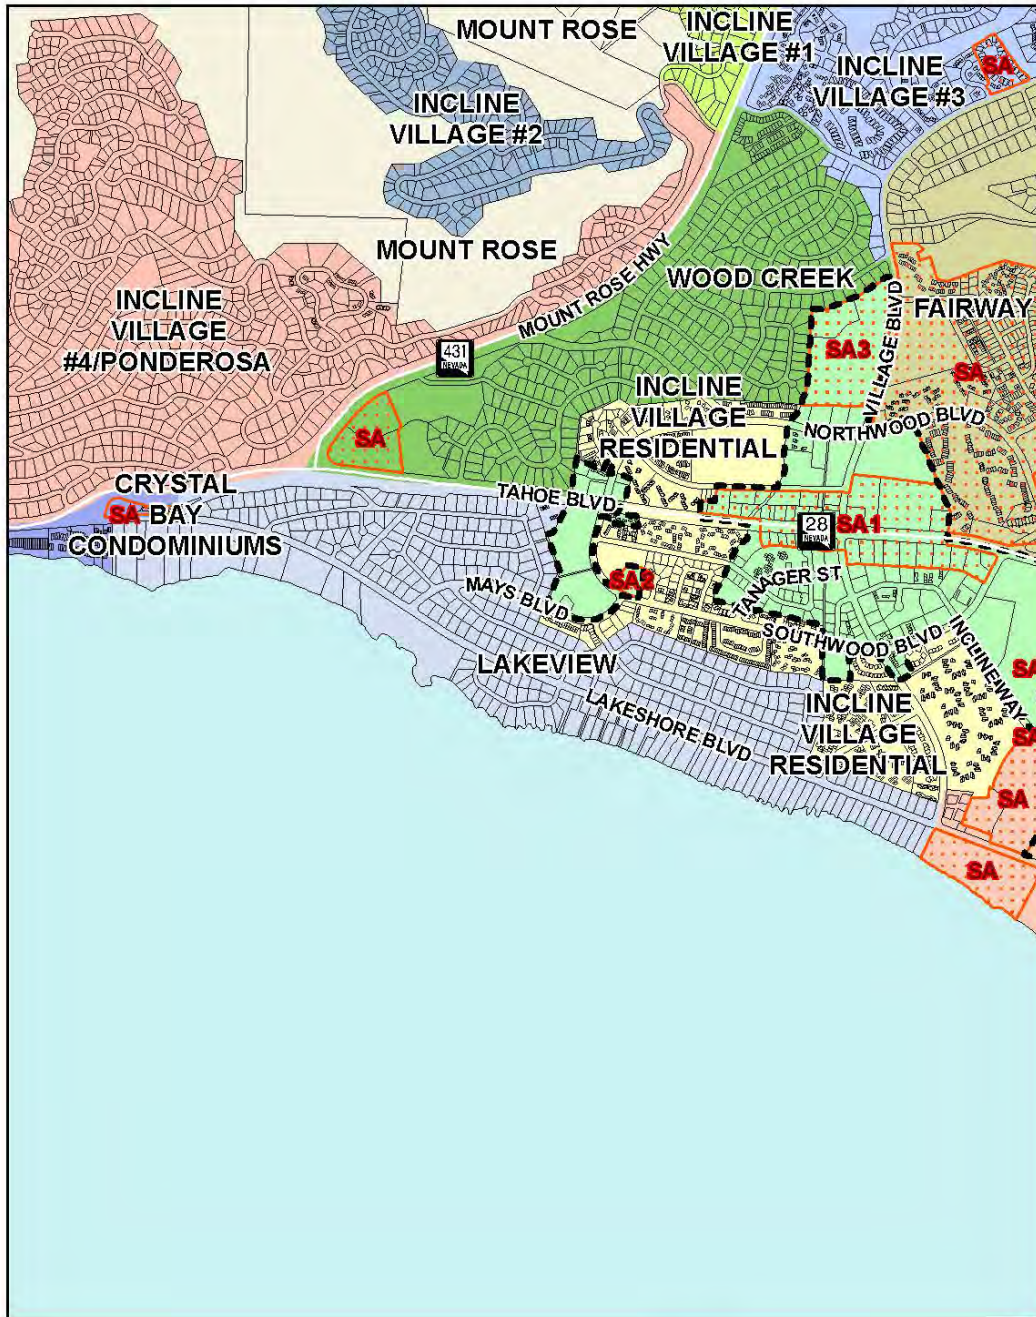 MOUNT ROSE
INCLINE
VILLAGE #1
INCLINE
VILLAGE #3
SA
INCLINE
VILLAGE #2
MOUNT ROSE
MOUNT ROSE HWY
WOOD CREEK
VILLAGE BLVD
FAIRWAY
INCLINE
VILLAGE
#4/PONDEROSA
431
NEVADA
SA3
SA
INCLINE
VILLAGE
RESIDENTIAL
NORTHWOOD BLVD
SA
CRYSTAL
BAY
CONDOMINIUMS
SA
TAHOE BLVD
28
NEVADA
SA1
MAYS BLVD
SA2
TANAGER ST
SOUTHWOOD BLVD
INCLINE WAY
LAKEVIEW
LAKESHORE BLVD
INCLINE
VILLAGE
RESIDENTIAL
SA
SA
SA
SA